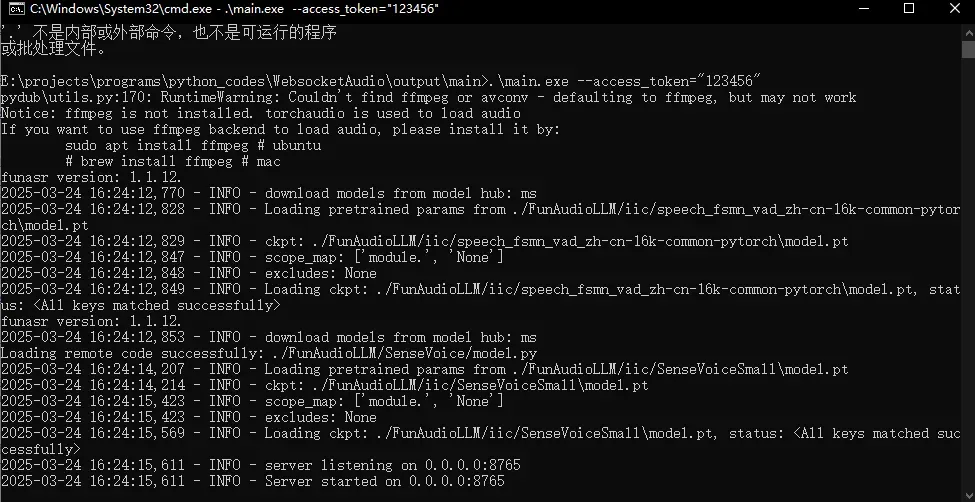 C:\Windows\System32\cmd.exe - .\main.exe --access_token="123456"
'.' 不是内部或外部命令，也不是可运行的程序
或批处理文件。
E:\projects\programs\python_codes\WebsocketAudio\output\main>.\main.exe --access_token="123456"
pydub\utils.py:170: RuntimeWarning: Couldn't find ffmpeg or avconv - defaulting to ffmpeg, but may not work
Notice: ffmpeg is not installed. torchaudio is used to load audio
If you want to use ffmpeg backend to load audio, please install it by:
        sudo apt install ffmpeg # ubuntu
        # brew install ffmpeg # mac
funasr version: 1.1.12.
2025-03-24 16:24:12,770 - INFO - download models from model hub: ms
2025-03-24 16:24:12,828 - INFO - Loading pretrained params from ./FunAudioLLM/iic/speech_fsmn_vad_zh-cn-16k-common-pytor
ch\model.pt
2025-03-24 16:24:12,829 - INFO - ckpt: ./FunAudioLLM/iic/speech_fsmn_vad_zh-cn-16k-common-pytorch\model.pt
2025-03-24 16:24:12,847 - INFO - scope_map: ['module.', 'None']
2025-03-24 16:24:12,848 - INFO - excludes: None
2025-03-24 16:24:12,849 - INFO - Loading ckpt: ./FunAudioLLM/iic/speech_fsmn_vad_zh-cn-16k-common-pytorch\model.pt, stat
us: <All keys matched successfully>
funasr version: 1.1.12.
2025-03-24 16:24:12,853 - INFO - download models from model hub: ms
Loading remote code successfully: ./FunAudioLLM/SenseVoice/model.py
2025-03-24 16:24:14,207 - INFO - Loading pretrained params from ./FunAudioLLM/iic/SenseVoiceSmall\model.pt
2025-03-24 16:24:14,214 - INFO - ckpt: ./FunAudioLLM/iic/SenseVoiceSmall\model.pt
2025-03-24 16:24:15,423 - INFO - scope_map: ['module.', 'None']
2025-03-24 16:24:15,423 - INFO - excludes: None
2025-03-24 16:24:15,569 - INFO - Loading ckpt: ./FunAudioLLM/iic/SenseVoiceSmall\model.pt, status: <All keys matched suc
cessfully>
2025-03-24 16:24:15,611 - INFO - server listening on 0.0.0.0:8765
2025-03-24 16:24:15,611 - INFO - Server started on 0.0.0.0:8765